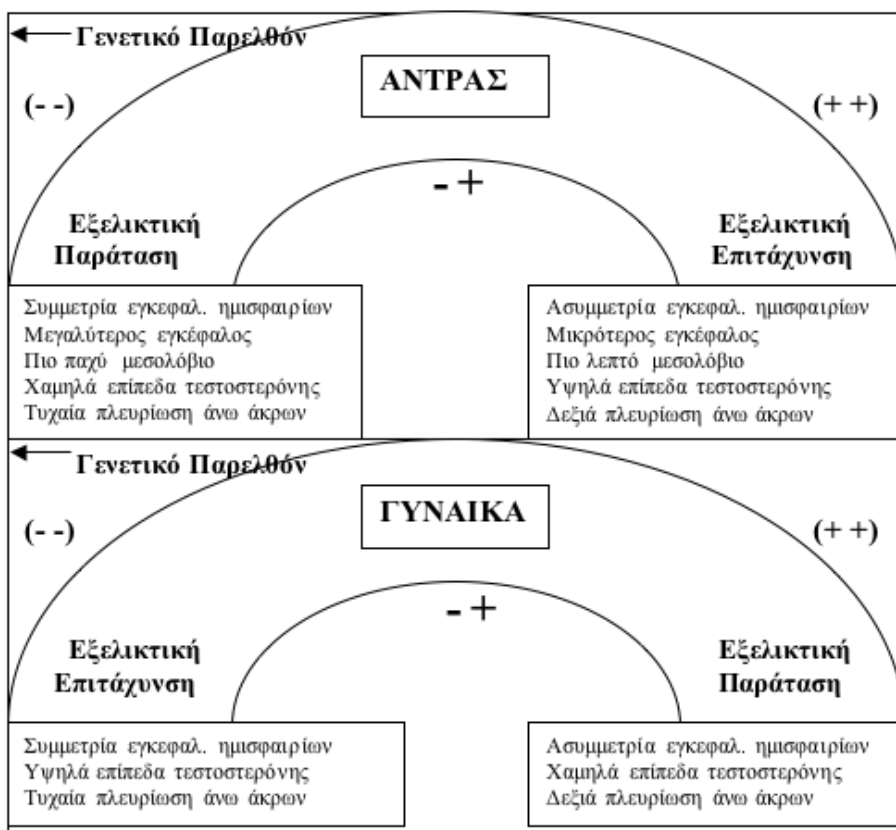 Γενετικό Παρελθόν
ΑΝΤΡΑΣ
(- -)
(+ +)
- +
Εξελικτική
Παράταση
Εξελικτική
Επιτάχυνση
Συμμετρία εγκεφαλ. ημισφαιρίων
Μεγαλύτερος εγκέφαλος
Πιο παχύ μεσολόβιο
Χαμηλά επίπεδα τεστοστερόνης
Τυχαία πλευρίωση άνω άκρων
Ασυμμετρία εγκεφαλ. ημισφαιρίων
Μικρότερος εγκέφαλος
Πιο λεπτό μεσολόβιο
Υψηλά επίπεδα τεστοστερόνης
Δεξιά πλευρίωση άνω άκρων
Γενετικό Παρελθόν
ΓΥΝΑΙΚΑ
(- -)
(+ +)
- +
Εξελικτική
Επιτάχυνση
Εξελικτική
Παράταση
Συμμετρία εγκεφαλ. ημισφαιρίων
Υψηλά επίπεδα τεστοστερόνης
Τυχαία πλευρίωση άνω άκρων
Ασυμμετρία εγκεφαλ. ημισφαιρίων
Χαμηλά επίπεδα τεστοστερόνης
Δεξιά πλευρίωση άνω άκρων